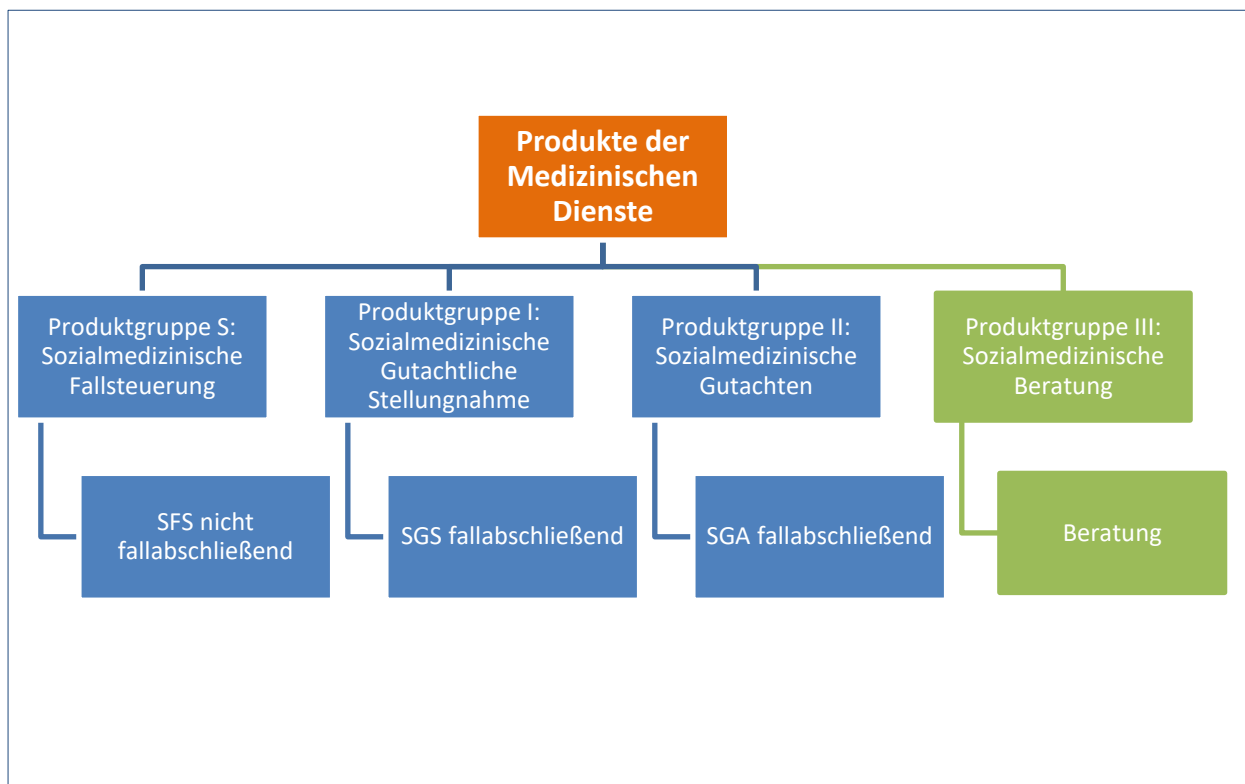 Produkte der
Medizinischen
Dienste
Produktgruppe S:
Sozialmedizinische
Fallsteuerung
Produktgruppe I:
Sozialmedizinische
Gutachtliche
Stellungnahme
Produktgruppe II:
Sozialmedizinische
Gutachten
Produktgruppe III:
Sozialmedizinische
Beratung
SFS nicht
fallabschließend
SGS fallabschließend
SGA fallabschließend
Beratung